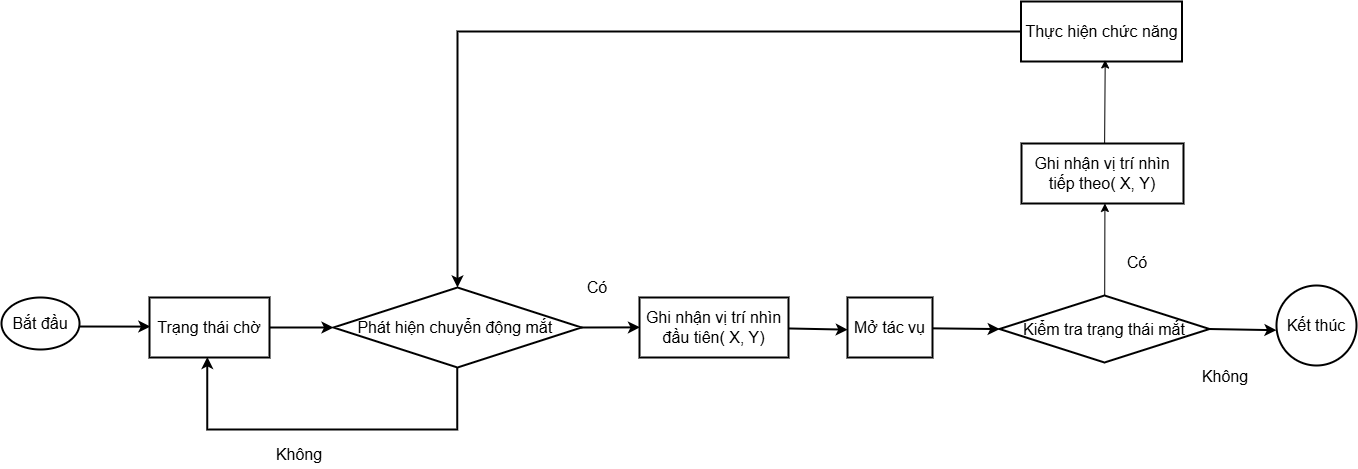 Thực hiện chức năng
Ghi nhận vị trí nhìn
tiếp theo( X, Y)
Có
Có
Bắt đầu
Trạng thái chờ
Phát hiện chuyển động mắt
Ghi nhận vị trí nhìn
đầu tiên( X, Y)
Mở tác vụ
Kiểm tra trạng thái mắt
Kết thúc
Không
Không